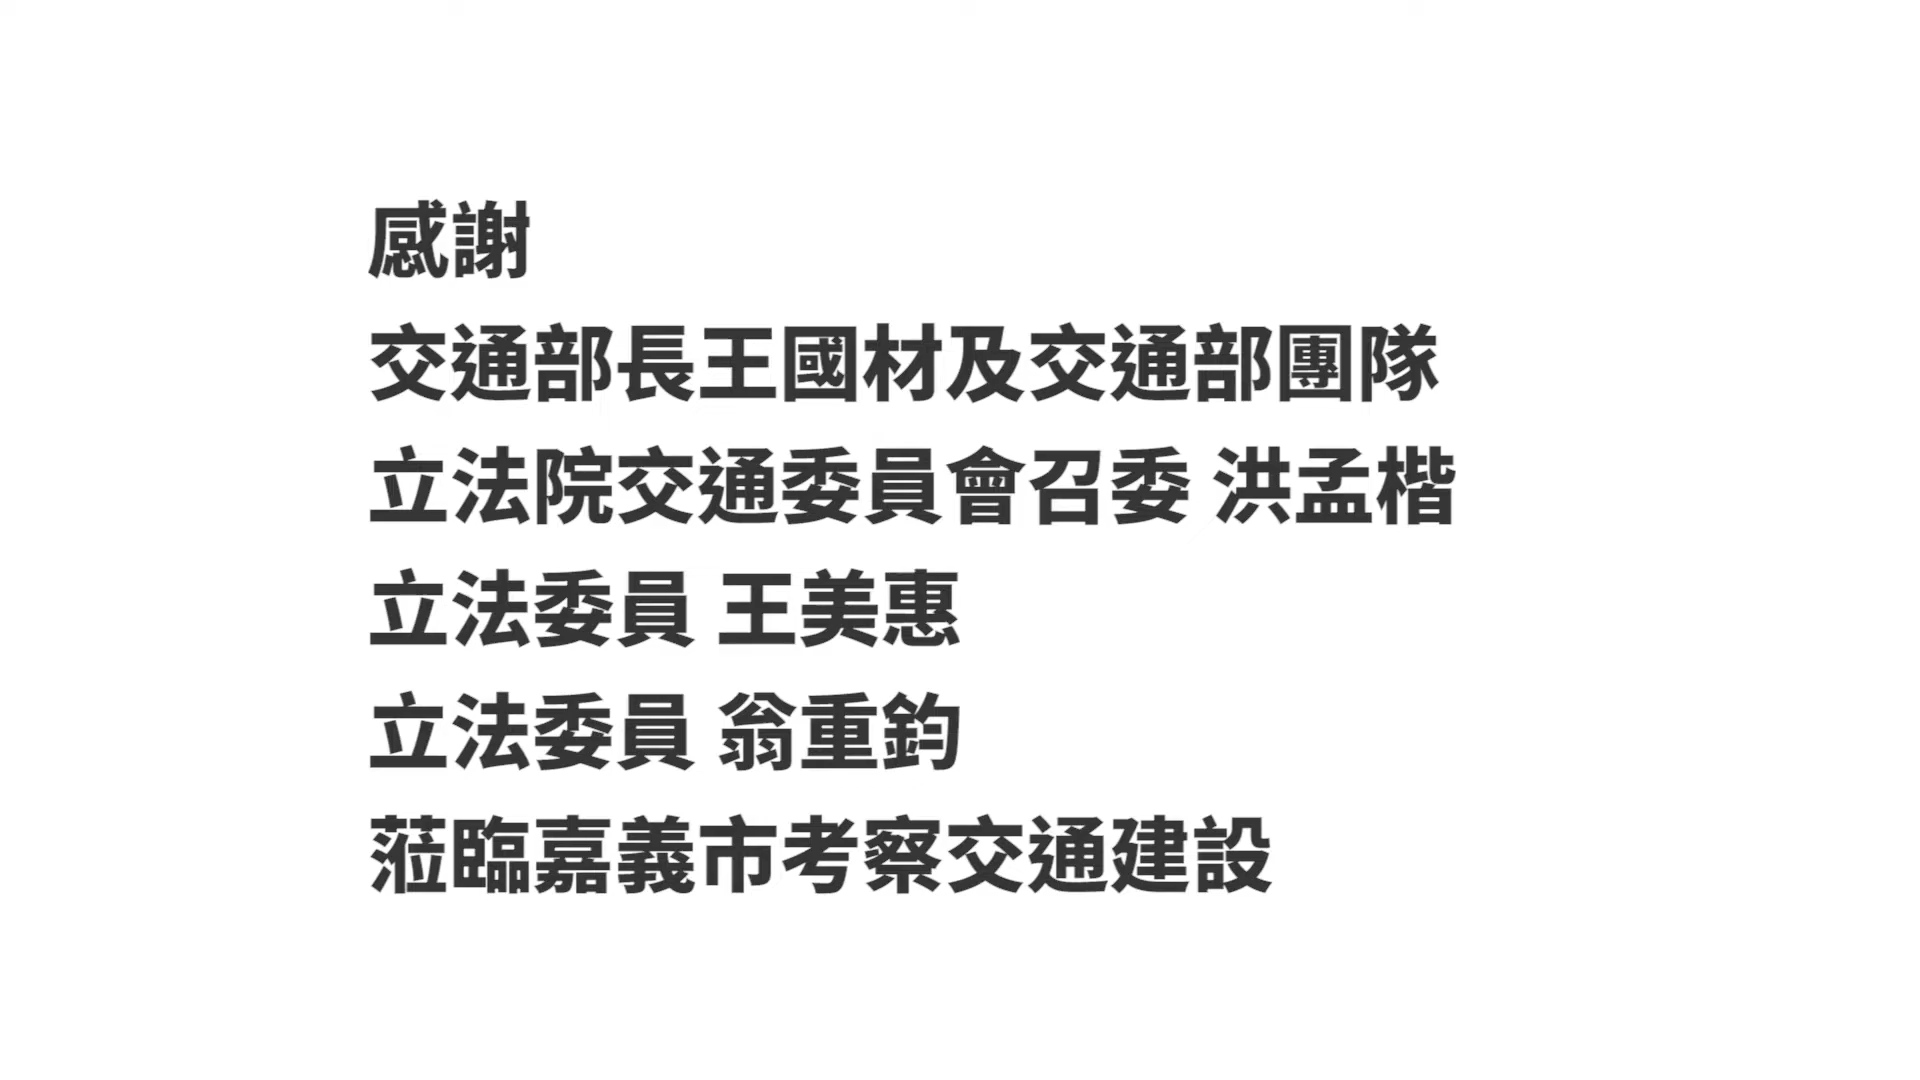 感謝
交通部長王國材及交通部團隊
立法院交通委員會召委 洪孟楷
立法委員 王美惠
立法委員 翁重鈞
蒞臨嘉義市考察交通建設